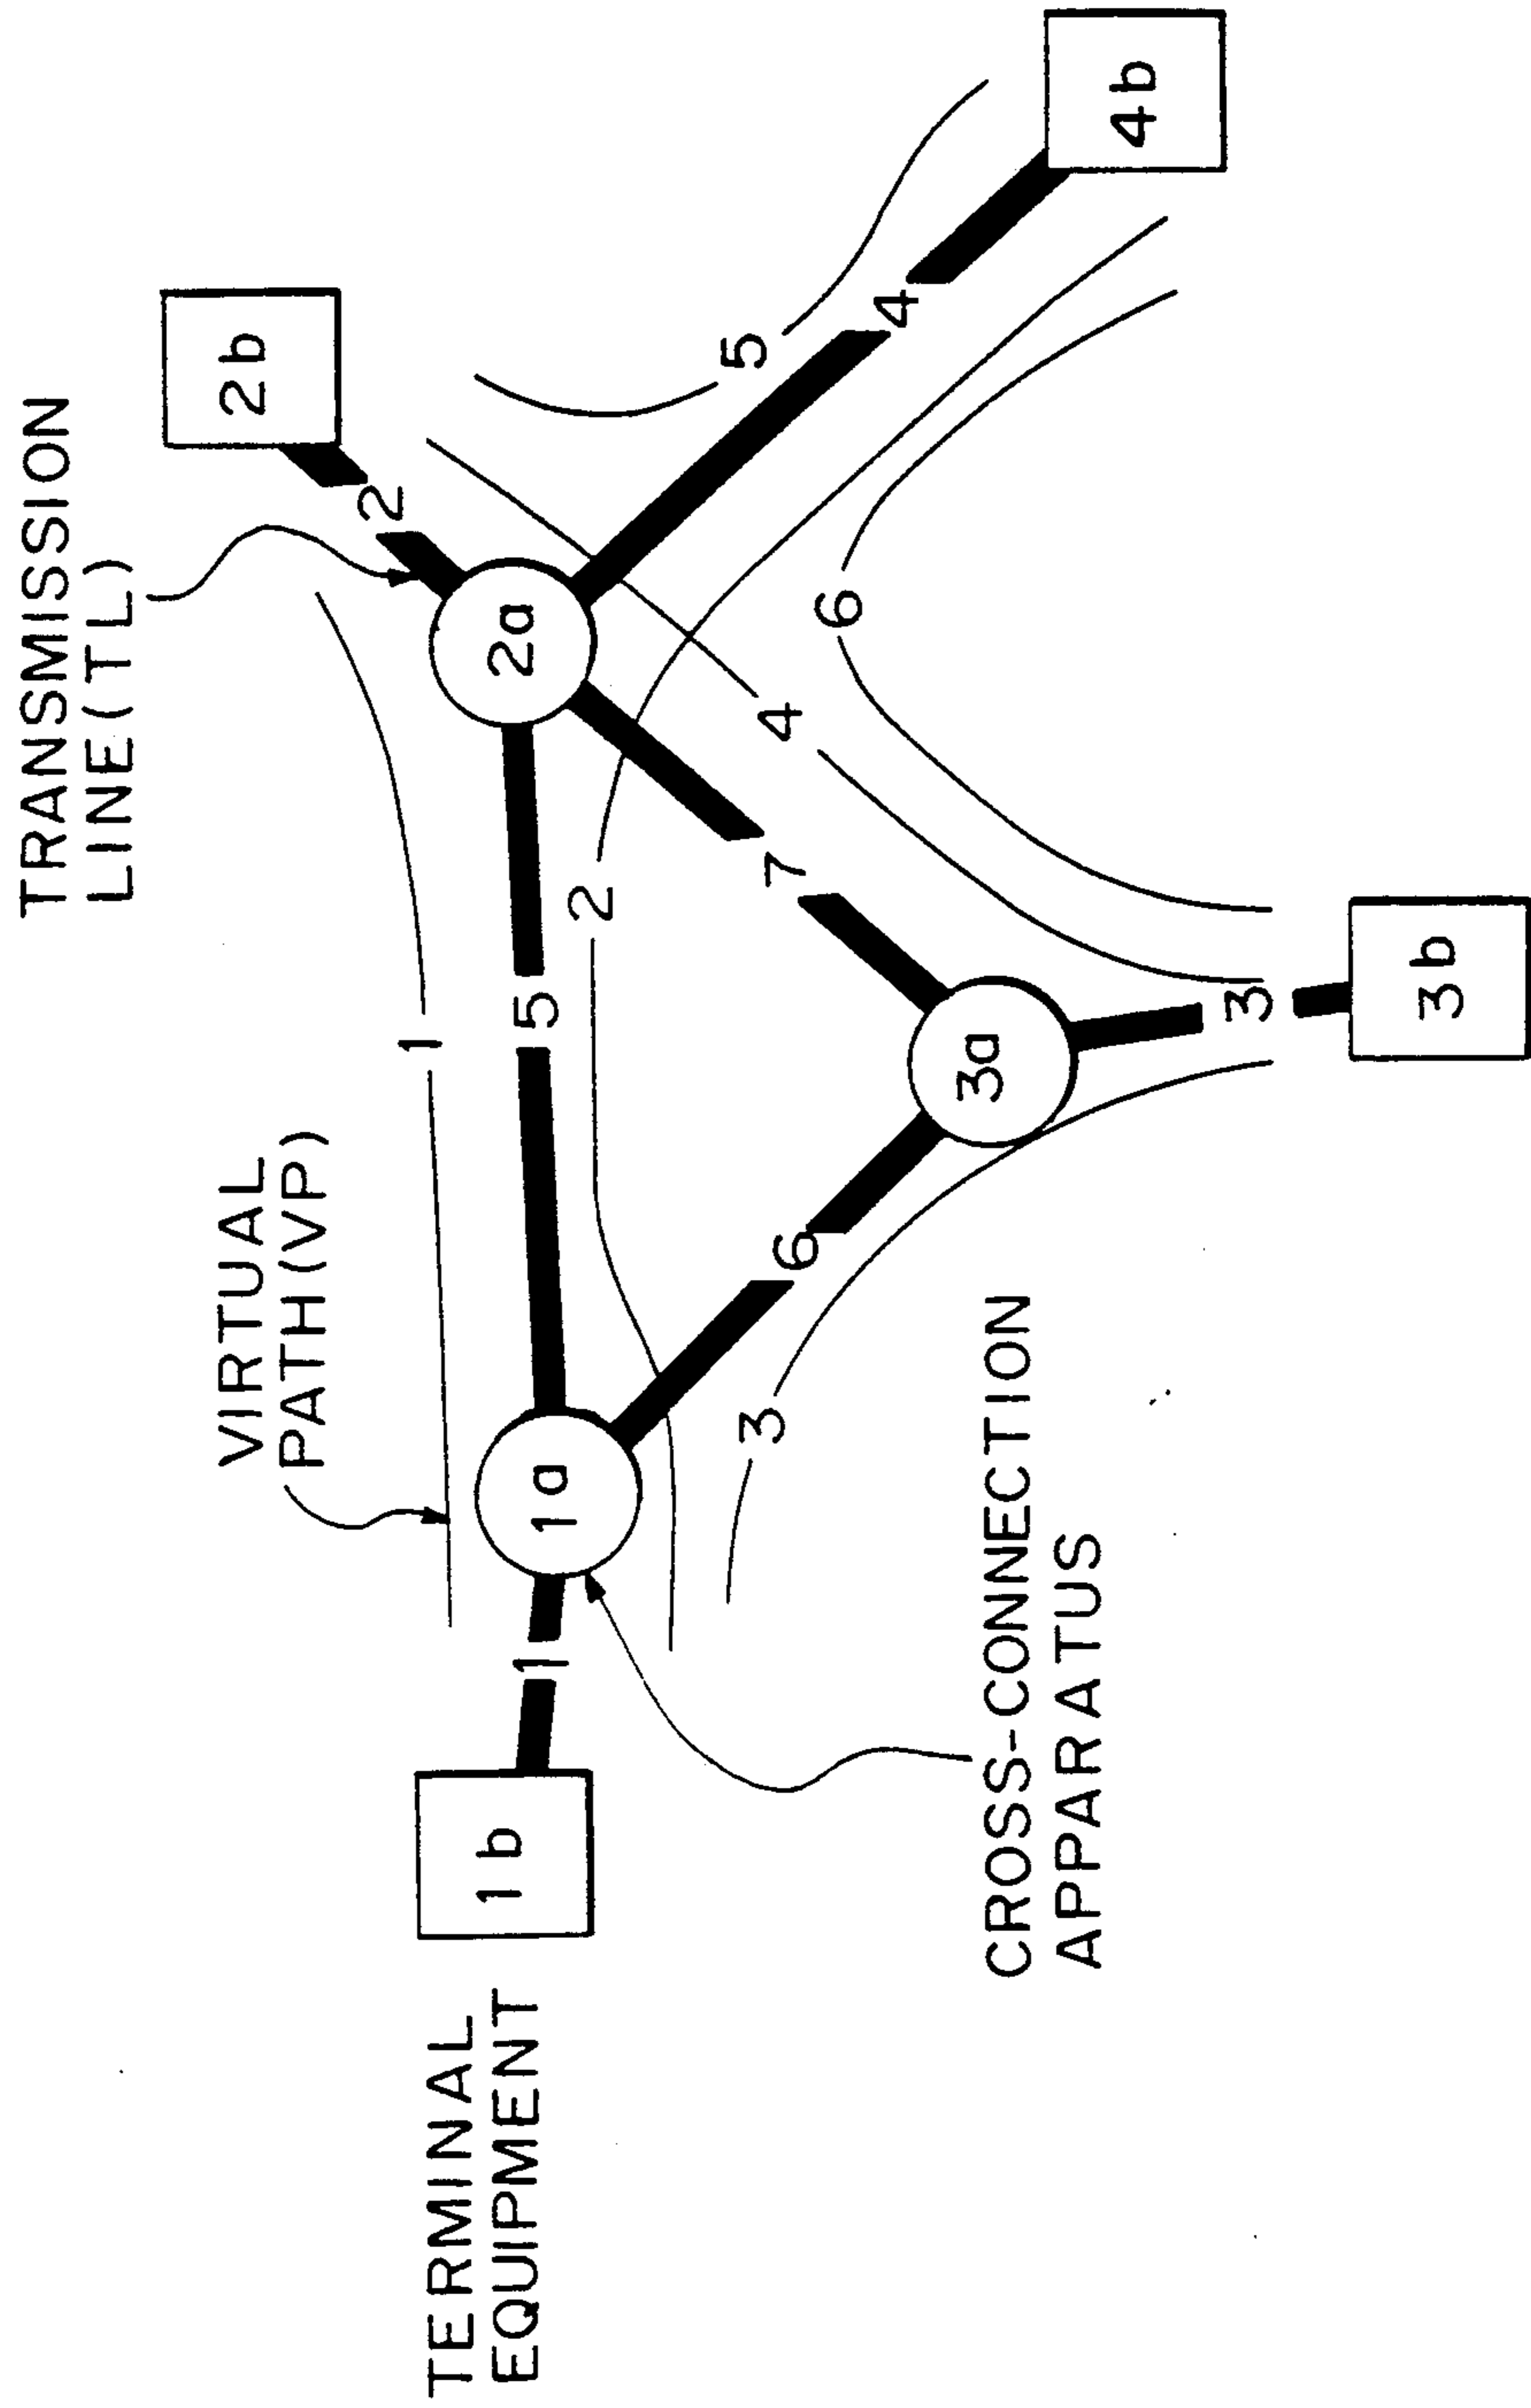 TRANSMISSION
LINE(TL)
VIRTUAL
PATH(VP)
2b
2
1
2a
TERMINAL
EQUIPMENT
1b
1
1a
5
2
5
4
4
7
6
4b
3
6
3a
CROSS-CONNECTION
APPARATUS
3
3b